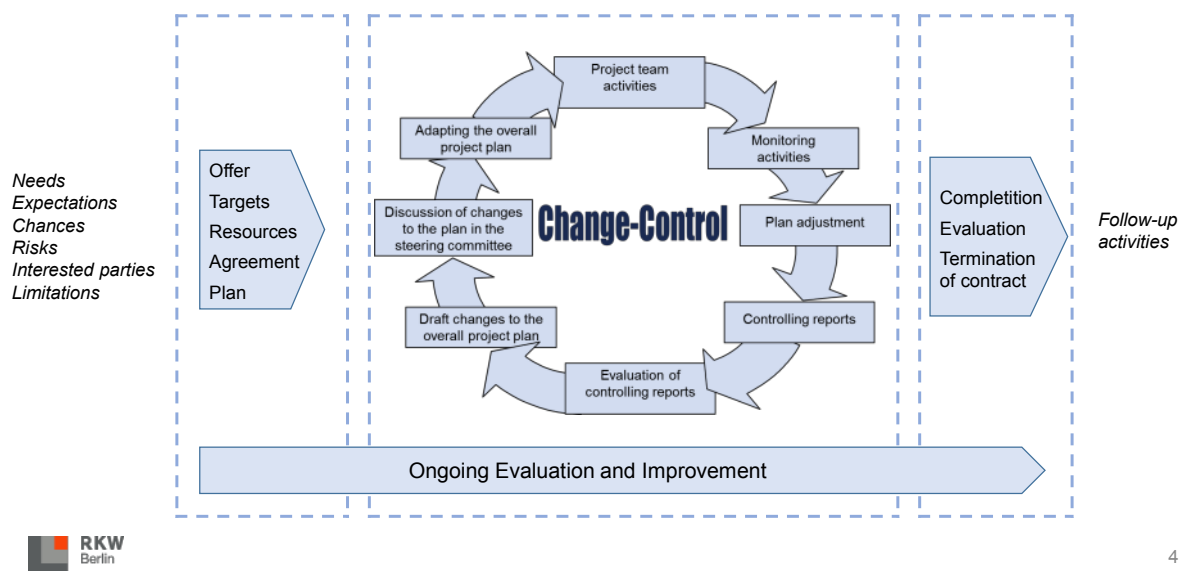 Needs
Expectations
Chances
Risks
Interested parties
Limitations
Offer
Targets
Resources
Agreement
Plan
Project team
activities
Monitoring
activities
Plan adjustment
Controlling reports
Evaluation of
controlling reports
Draft changes to the
overall project plan
Discussion of changes
to the plan in the
steering committee
Adapting the overall
project plan
Change-Control
Completition
Evaluation
Termination
of contract
Follow-up
activities
Ongoing Evaluation and Improvement
RKW
Berlin
4